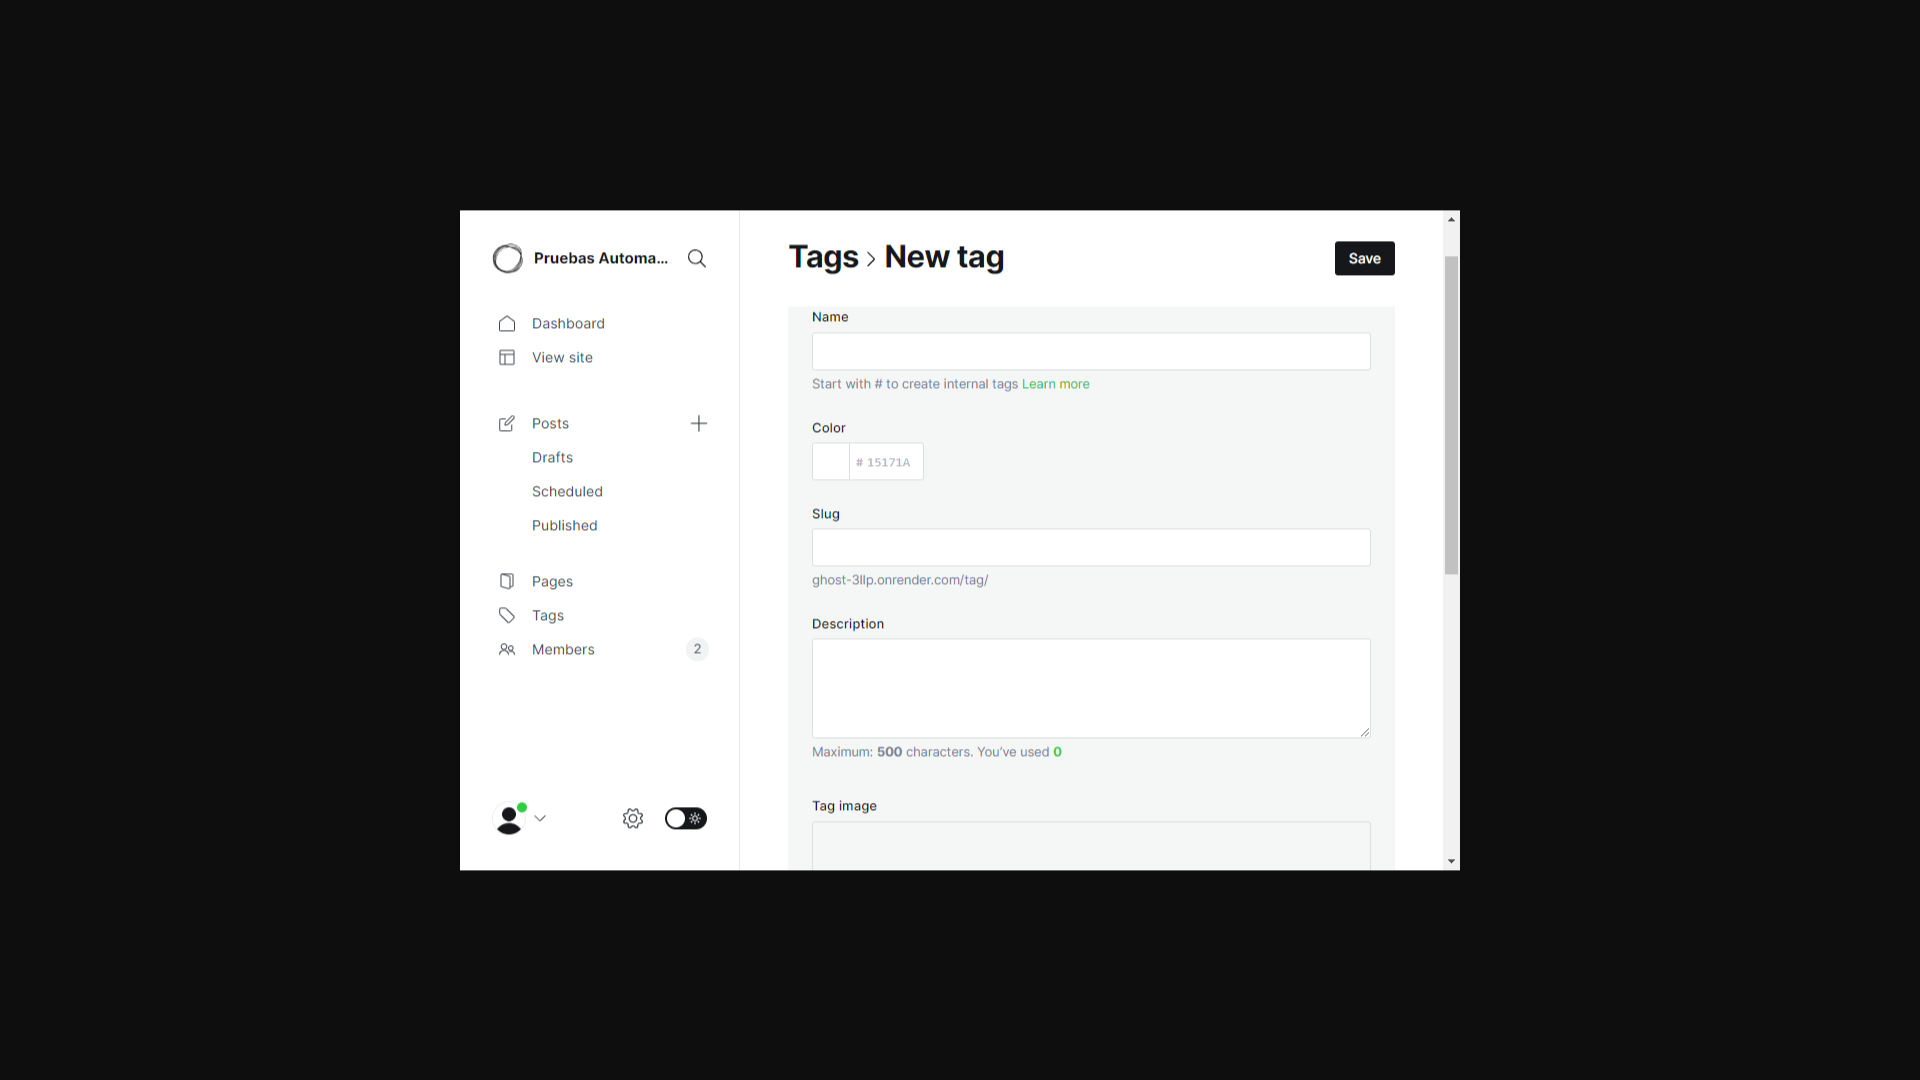 Pruebas Automa...
Dashboard
View site
Posts
Drafts
Scheduled
Published
Pages
Tags
Members 2
Tags > New tag
Save
Name
Start with # to create internal tags Learn more
Color
# 15171A
Slug
ghost-3llp.onrender.com/tag/
Description
Maximum: 500 characters. You’ve used 0
Tag image